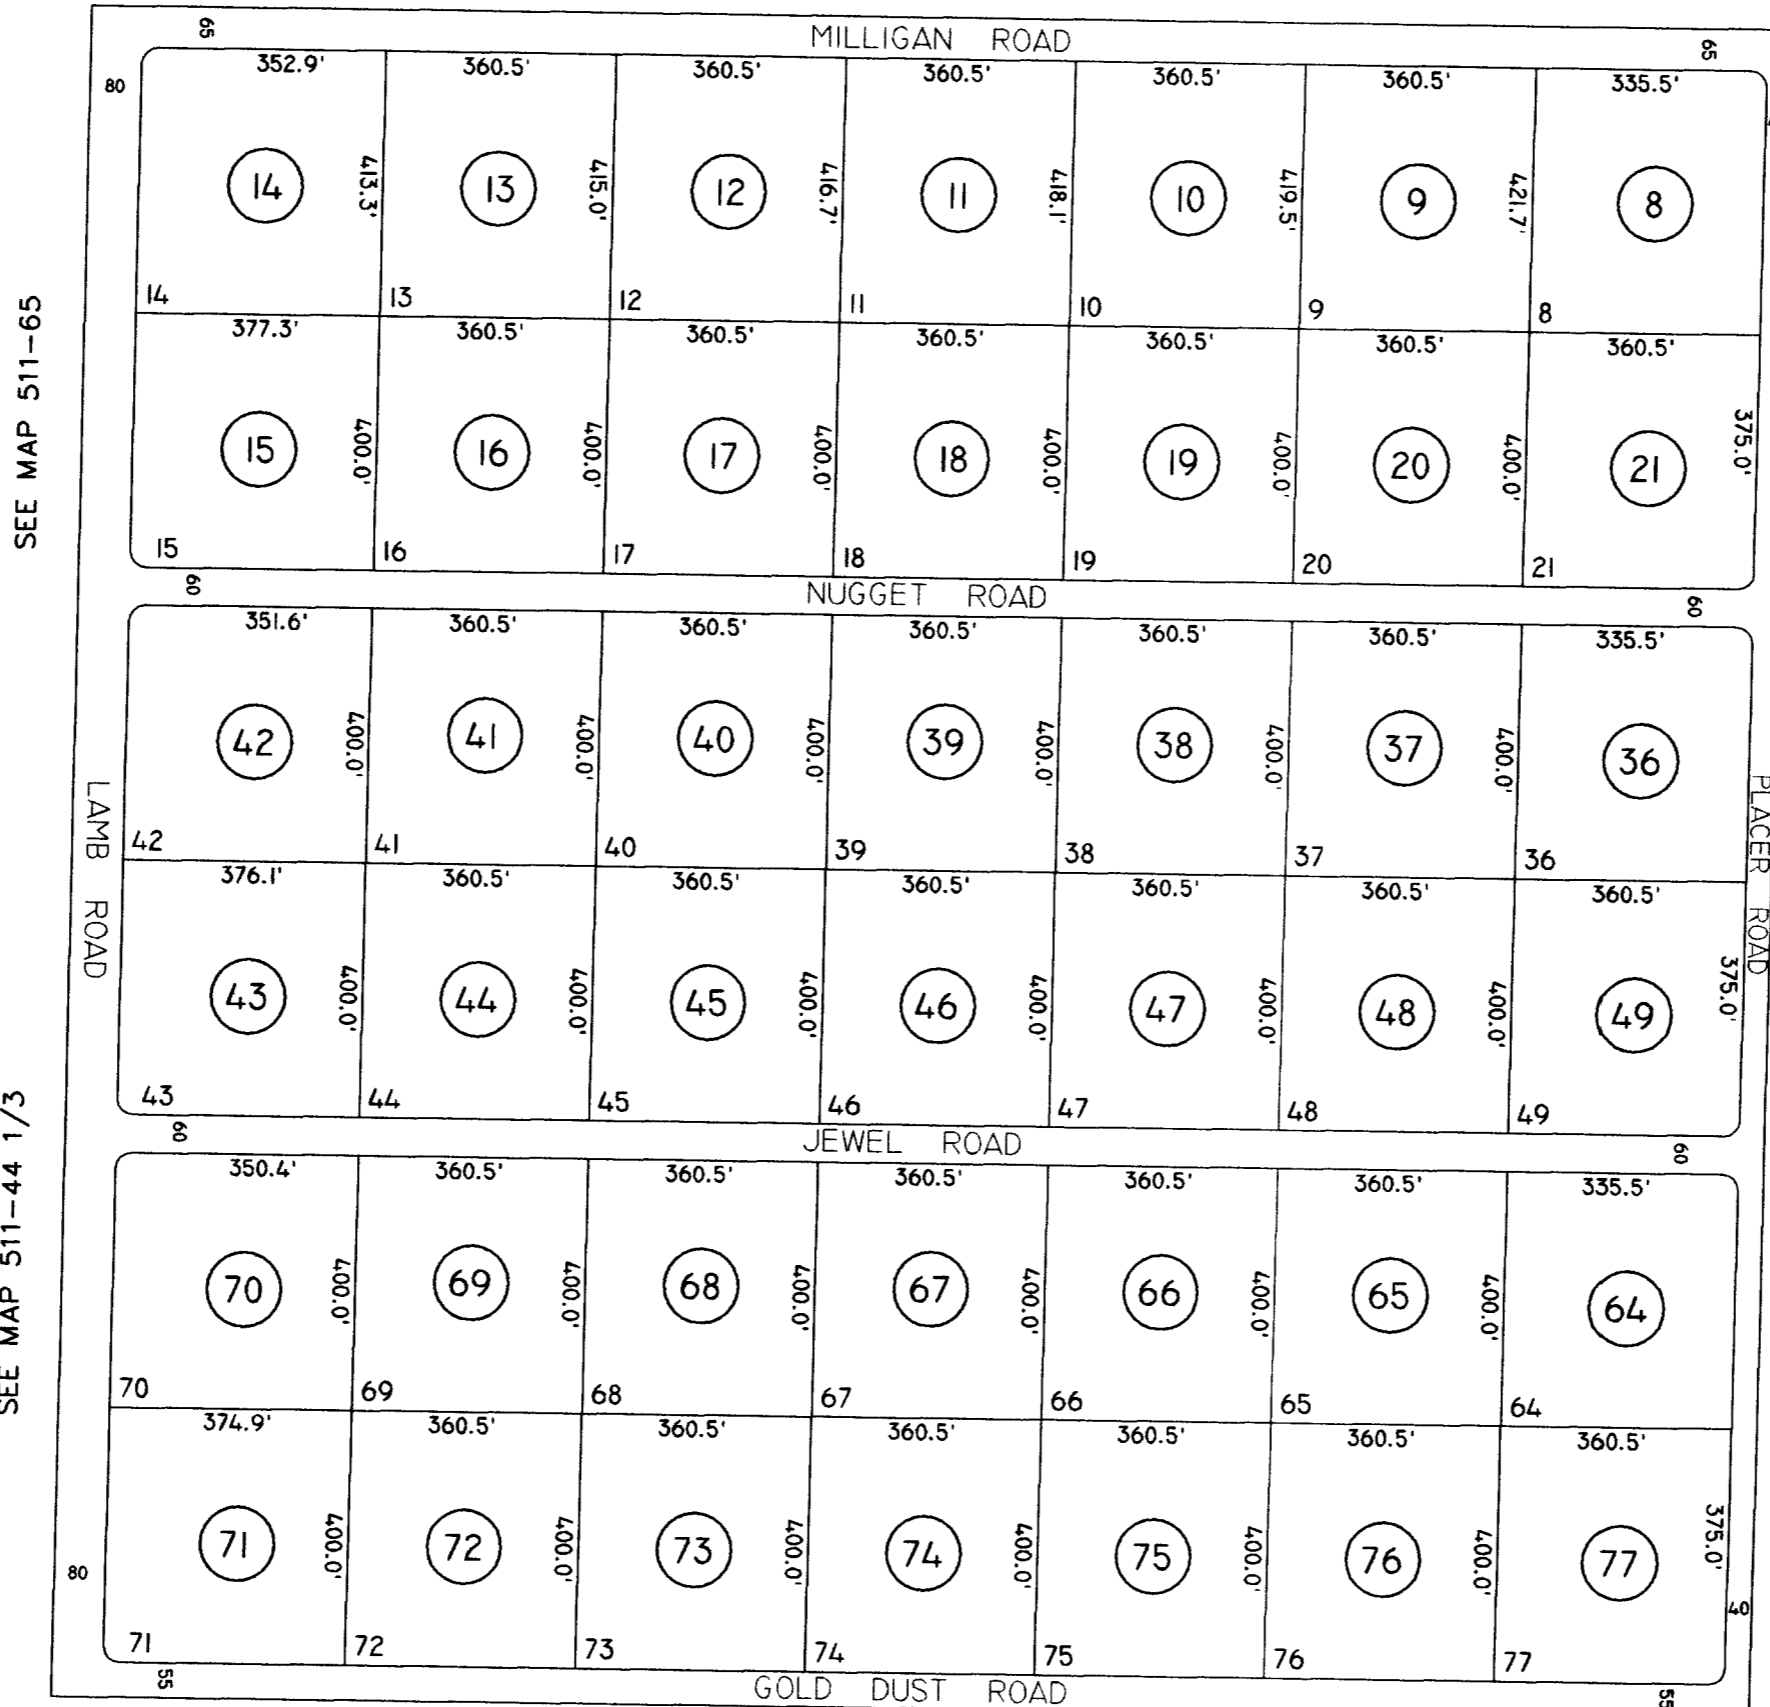 65 MILLIGAN ROAD 65
80 352.9' 360.5' 360.5' 360.5' 360.5' 360.5' 335.5'
14 413.3' 13 415.0' 12 416.7' 11 418.1' 10 419.5' 9 421.7' 8
14 13 12 11 10 9 8
377.3' 360.5' 360.5' 360.5' 360.5' 360.5' 360.5'
SEE MAP 511-65
15 400.0' 16 400.0' 17 400.0' 18 400.0' 19 400.0' 20 400.0' 21 375.0'
15 16 17 18 19 20 21
60 NUGGET ROAD 60
351.6' 360.5' 360.5' 360.5' 360.5' 360.5' 335.5'
42 400.0' 41 400.0' 40 400.0' 39 400.0' 38 400.0' 37 400.0' 36
42 41 40 39 38 37 36
LAMB ROAD
PLACER ROAD
376.1' 360.5' 360.5' 360.5' 360.5' 360.5' 360.5'
43 400.0' 44 400.0' 45 400.0' 46 400.0' 47 400.0' 48 400.0' 49 375.0'
43 44 45 46 47 48 49
60 JEWEL ROAD 60
350.4' 360.5' 360.5' 360.5' 360.5' 360.5' 335.5'
SEE MAP 511-44 1/3
70 400.0' 69 400.0' 68 400.0' 67 400.0' 66 400.0' 65 400.0' 64
70 69 68 67 66 65 64
374.9' 360.5' 360.5' 360.5' 360.5' 360.5' 360.5'
71 400.0' 72 400.0' 73 400.0' 74 400.0' 75 400.0' 76 400.0' 77 375.0'
80 40
71 72 73 74 75 76 77
55 GOLD DUST ROAD 55